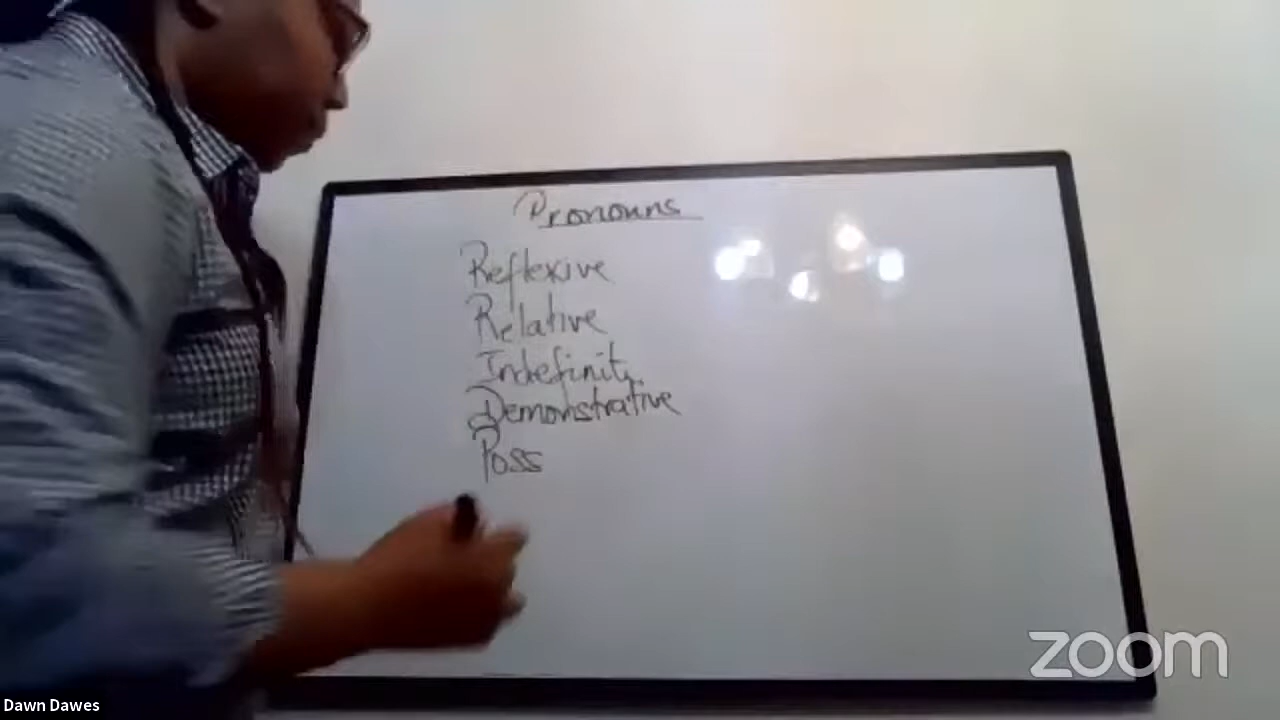 Pronouns
Reflexive
Relative
Indefinite
Demonstrative
Poss
zoom
Dawn Dawes